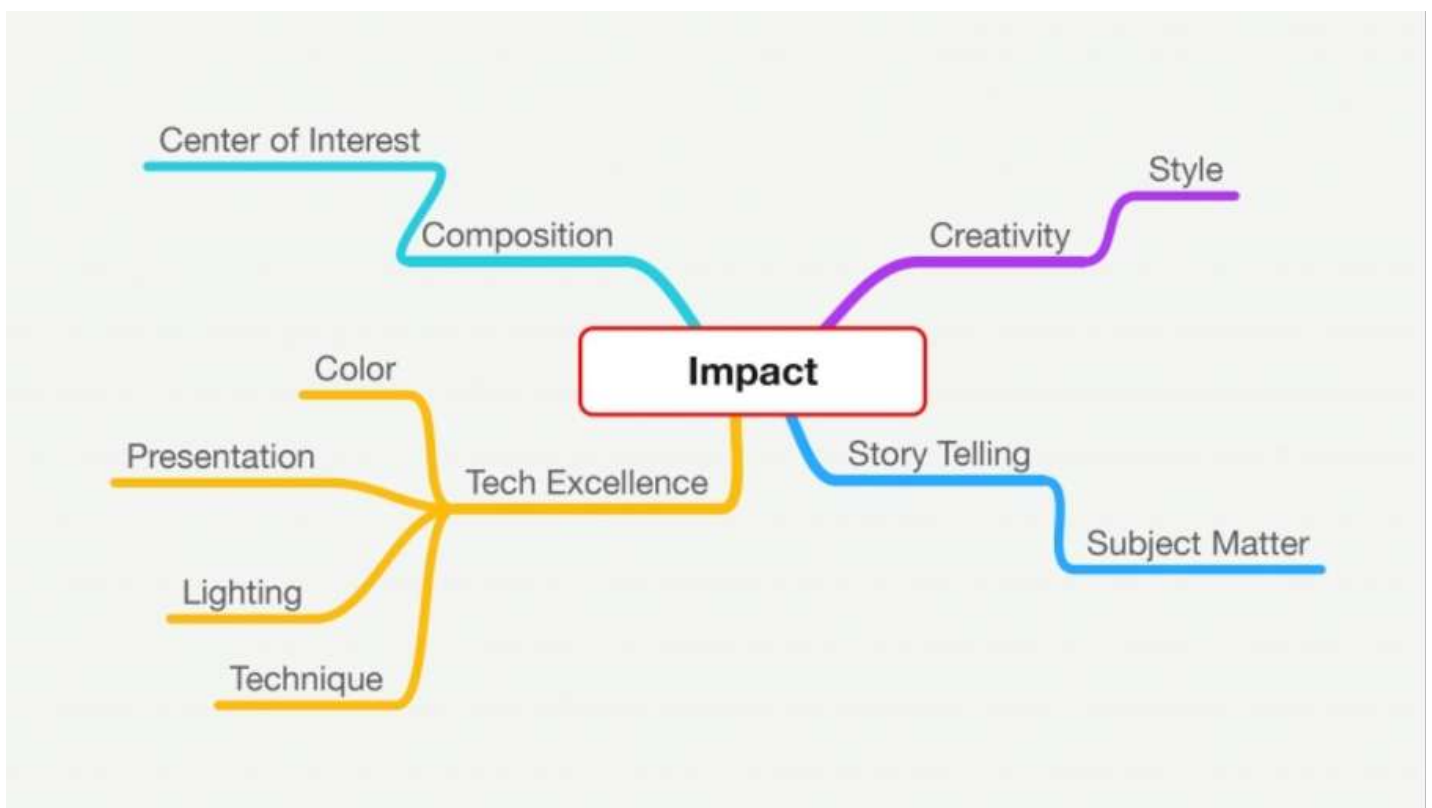 Center of Interest
Style
Composition
Creativity
Impact
Color
Story Telling
Presentation
Tech Excellence
Subject Matter
Lighting
Technique